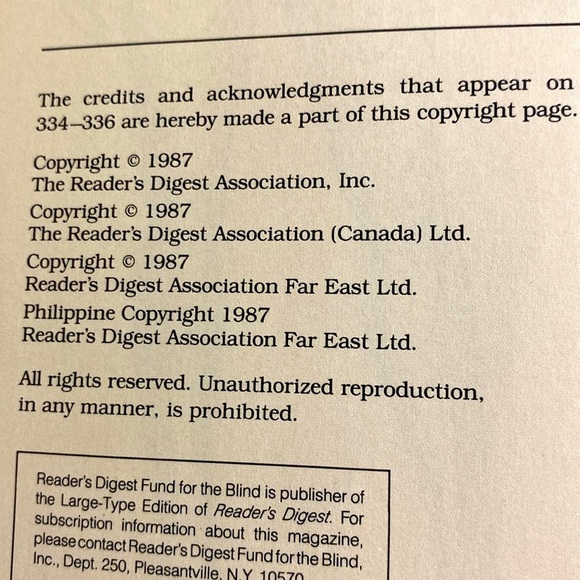 The credits and acknowledgments that appear on
334–336 are hereby made a part of this copyright page.
Copyright © 1987
The Reader's Digest Association, Inc.
Copyright © 1987
The Reader's Digest Association (Canada) Ltd.
Copyright © 1987
Reader's Digest Association Far East Ltd.
Philippine Copyright 1987
Reader's Digest Association Far East Ltd.
All rights reserved. Unauthorized reproduction,
in any manner, is prohibited.
Reader's Digest Fund for the Blind is publisher of
the Large-Type Edition of Reader's Digest. For
subscription information about this magazine,
please contact Reader's Digest Fund for the Blind,
Inc., Dept. 250, Pleasantville, N.Y. 10570.